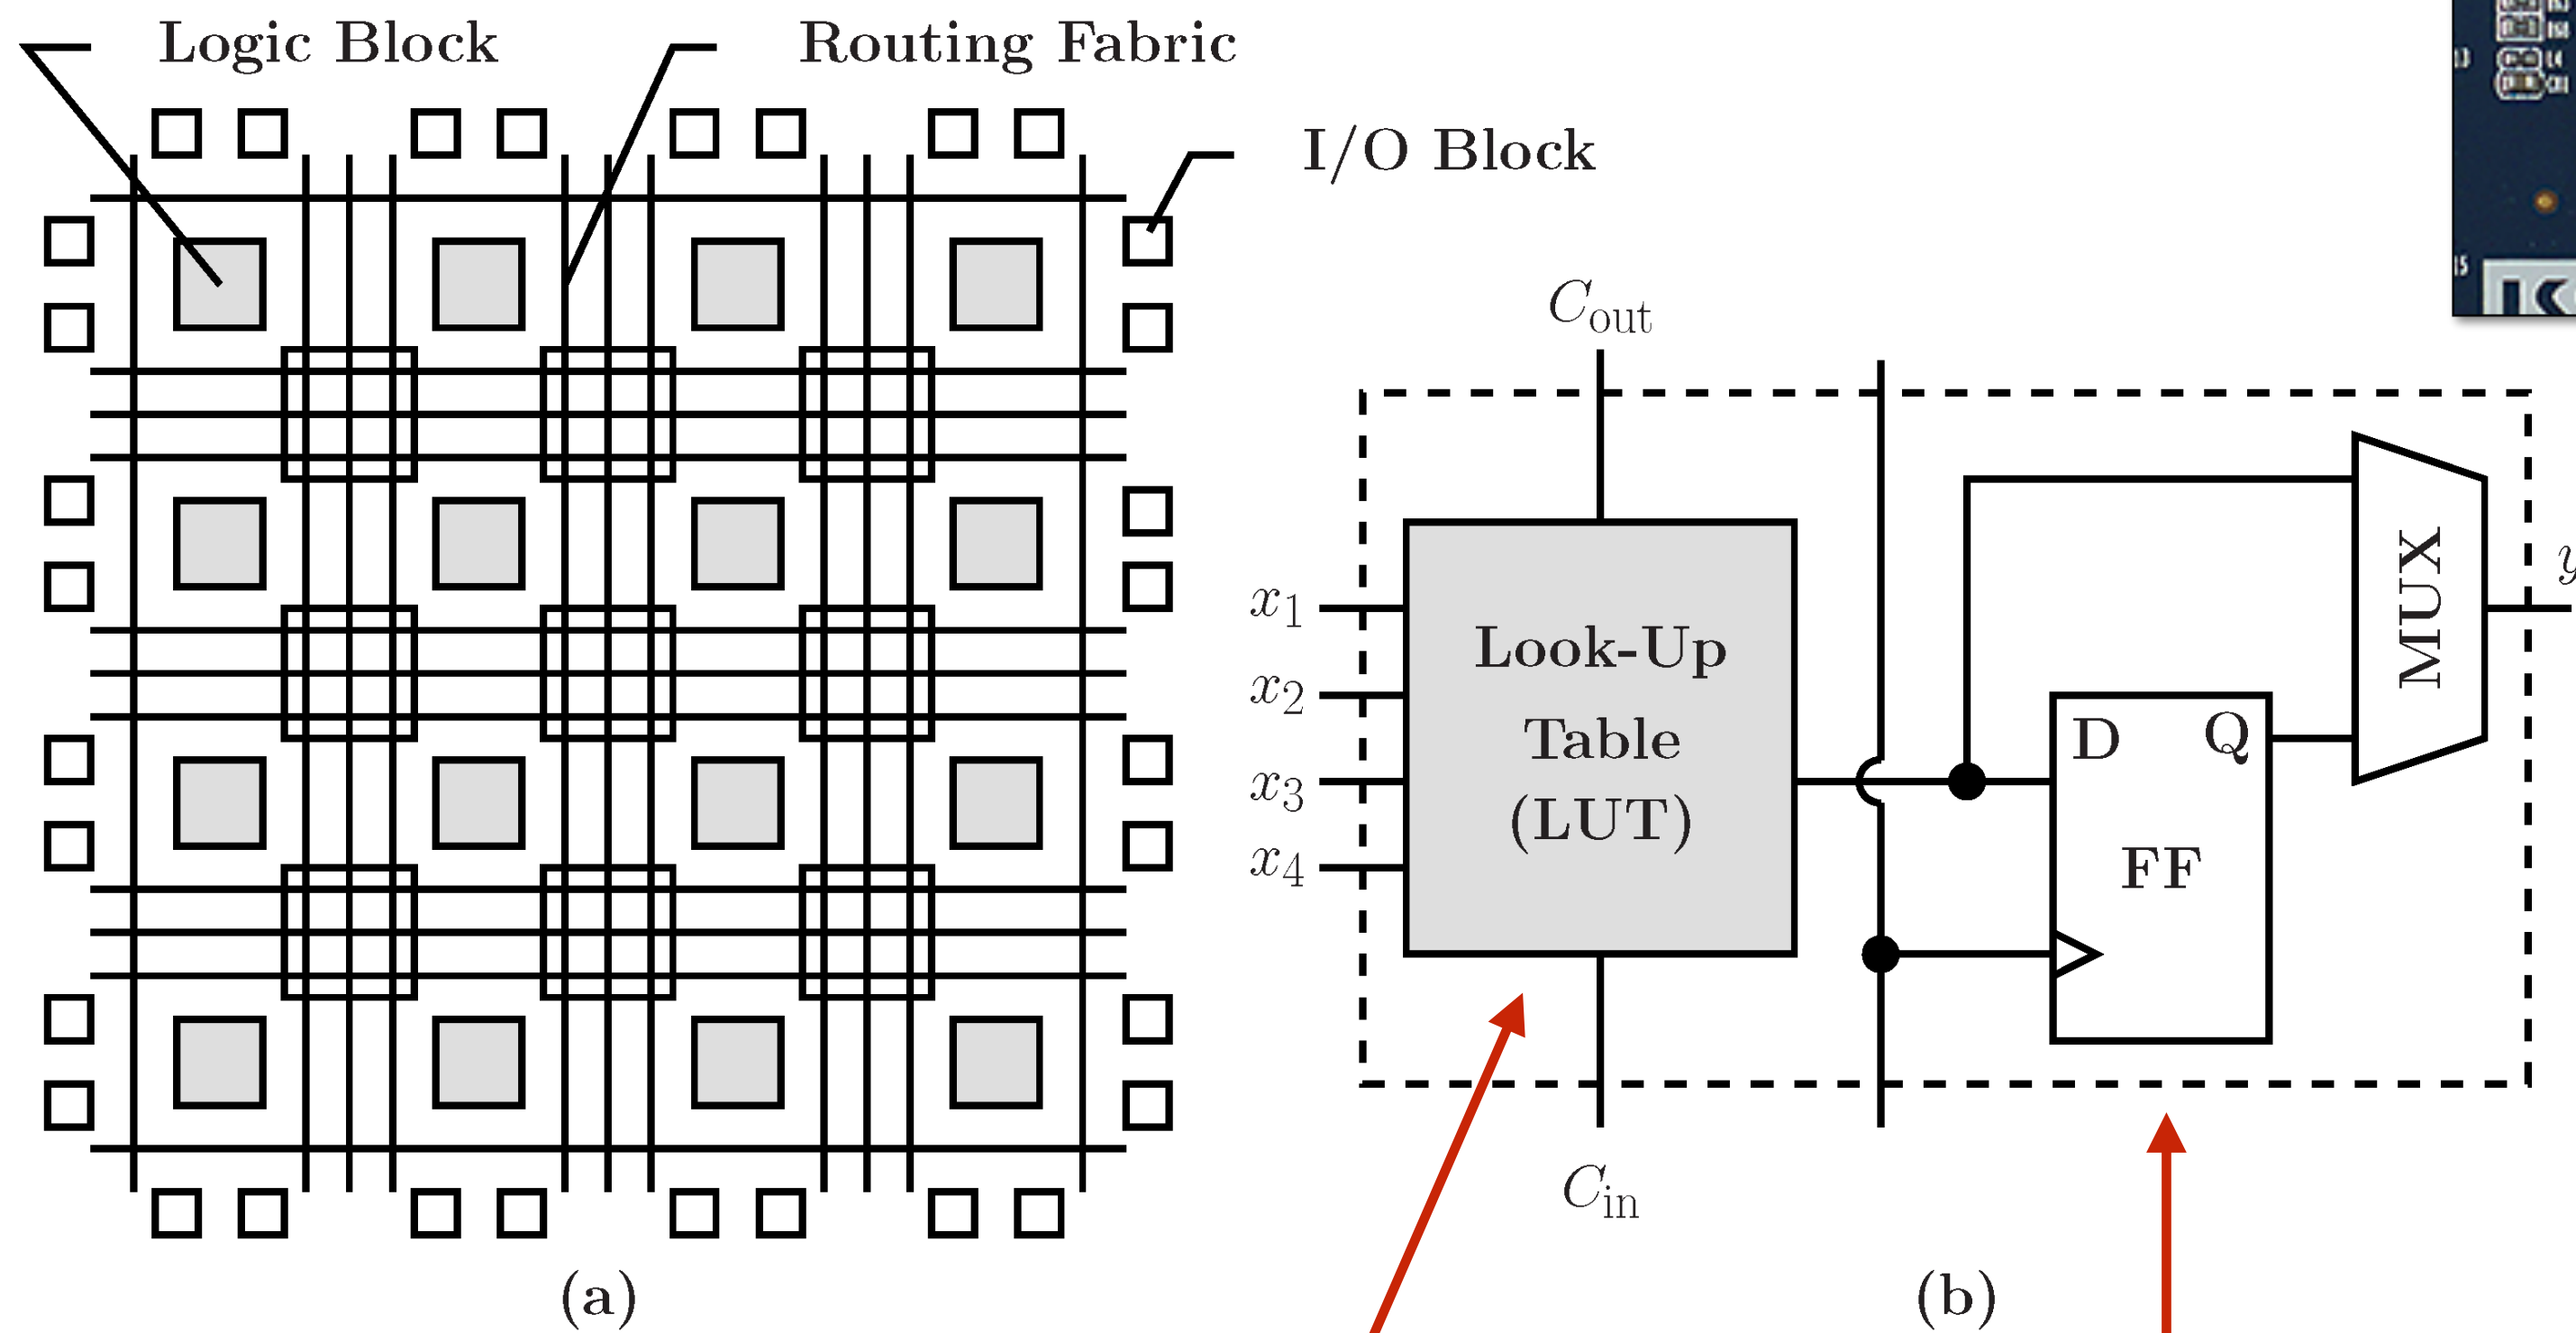 Logic Block
Routing Fabric
I/O Block
C_out
x_1
x_2
x_3
x_4
Look-Up
Table
(LUT)
MUX
y
D
Q
FF
C_in
(a)
(b)